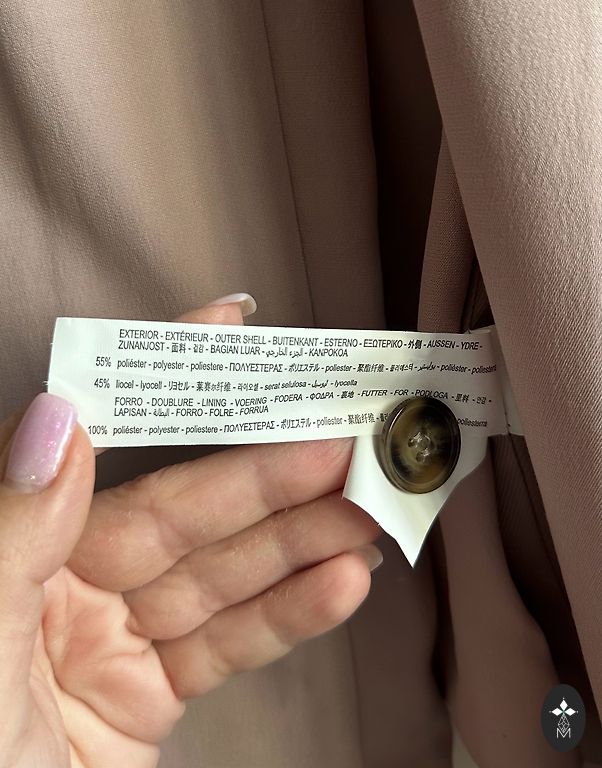 EXTERIOR - EXTÉRIEUR - OUTER SHELL - BUITENKANT - ESTERNO - ΕΞΩΤΕΡΙΚΟ - 外側 - AUSSEN - YDRE -
ZUNANJOST - 面料 - 겉감 - BAGIAN LUAR - الجزء الخارجي - KANPOKOA
55% poliéster - polyester - poliestere - ΠΟΛΥΕΣΤΕΡΑΣ - ポリエステル - poliester - 聚酯纤维 - 폴리에스터 - بوليستر - polièster -
45% liocel - lyocell - リヨセル - 莱赛尔纤维 - 라이오셀 - serat selulosa - ليوسيل - lyocella
FORRO - DOUBLURE - LINING - VOERING - FODERA - ΦΟΔΡΑ - 裏地 - FUTTER - FOR - PODLOGA - 里料 - 안감 -
LAPISAN - البطانة - FORRO - FOLRE - FORRUA
100% poliéster - polyester - poliestere - ΠΟΛΥΕΣΤΕΡΑΣ - ポリエステル - poliester - 聚酯纤维